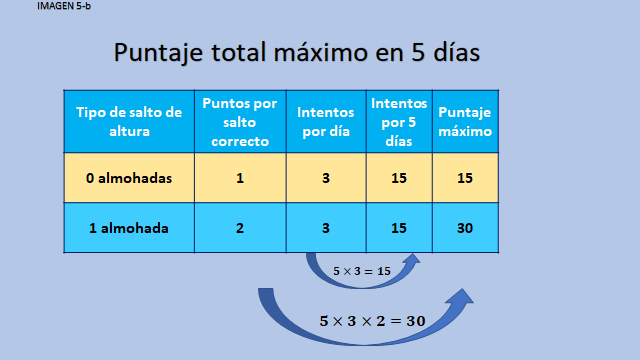 IMAGEN 5-b
Puntaje total máximo en 5 días
Tipo de salto de altura Puntos por salto correcto Intentos por día Intentos por 5 días Puntaje máximo
0 almohadas 1 3 15 15
1 almohada 2 3 15 30
5 × 3 = 15
5 × 3 × 2 = 30